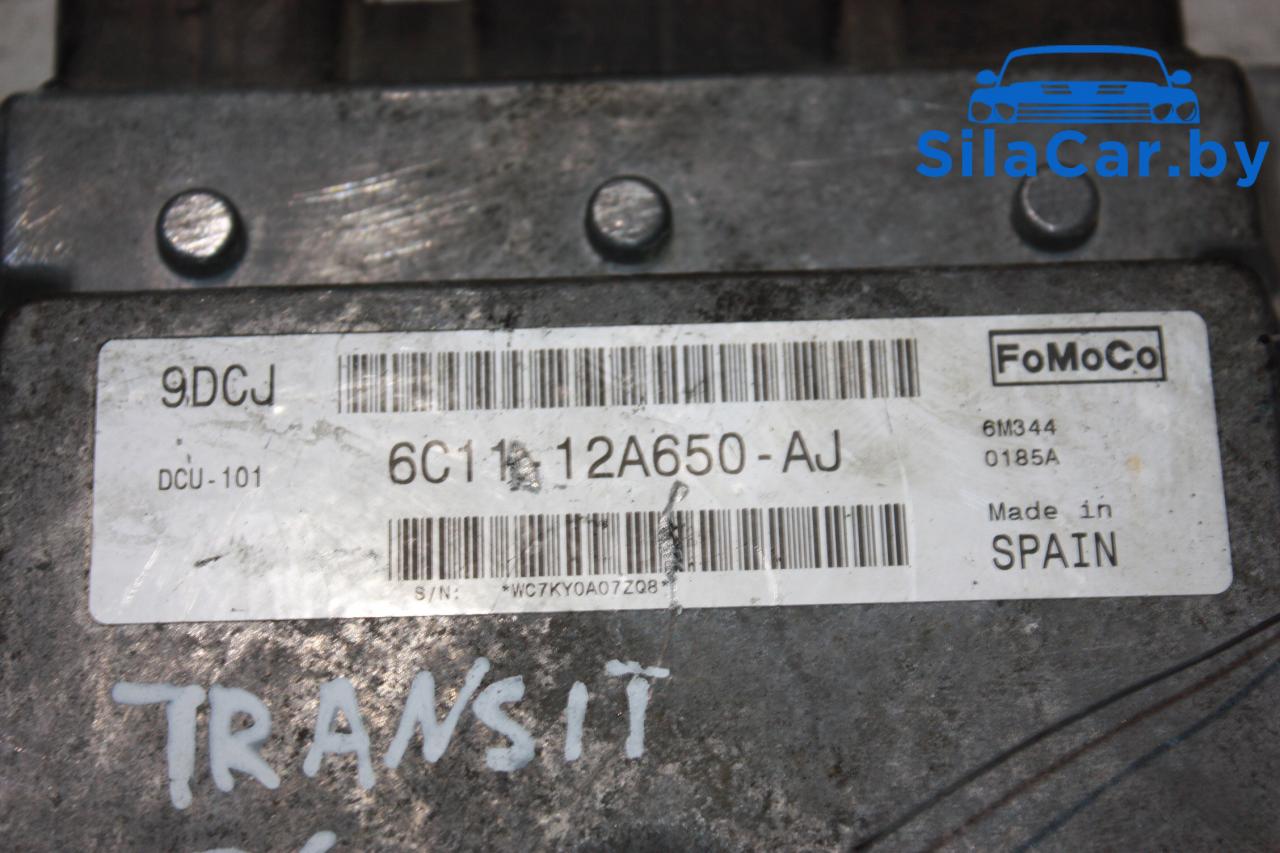 SilaCar.by
9DCJ
FoMoCo
DCU-101
6C11-12A650-AJ
6M344
0185A
Made in
SPAIN
S/N: *WC7KY0A07ZQ8*
TRANSIT